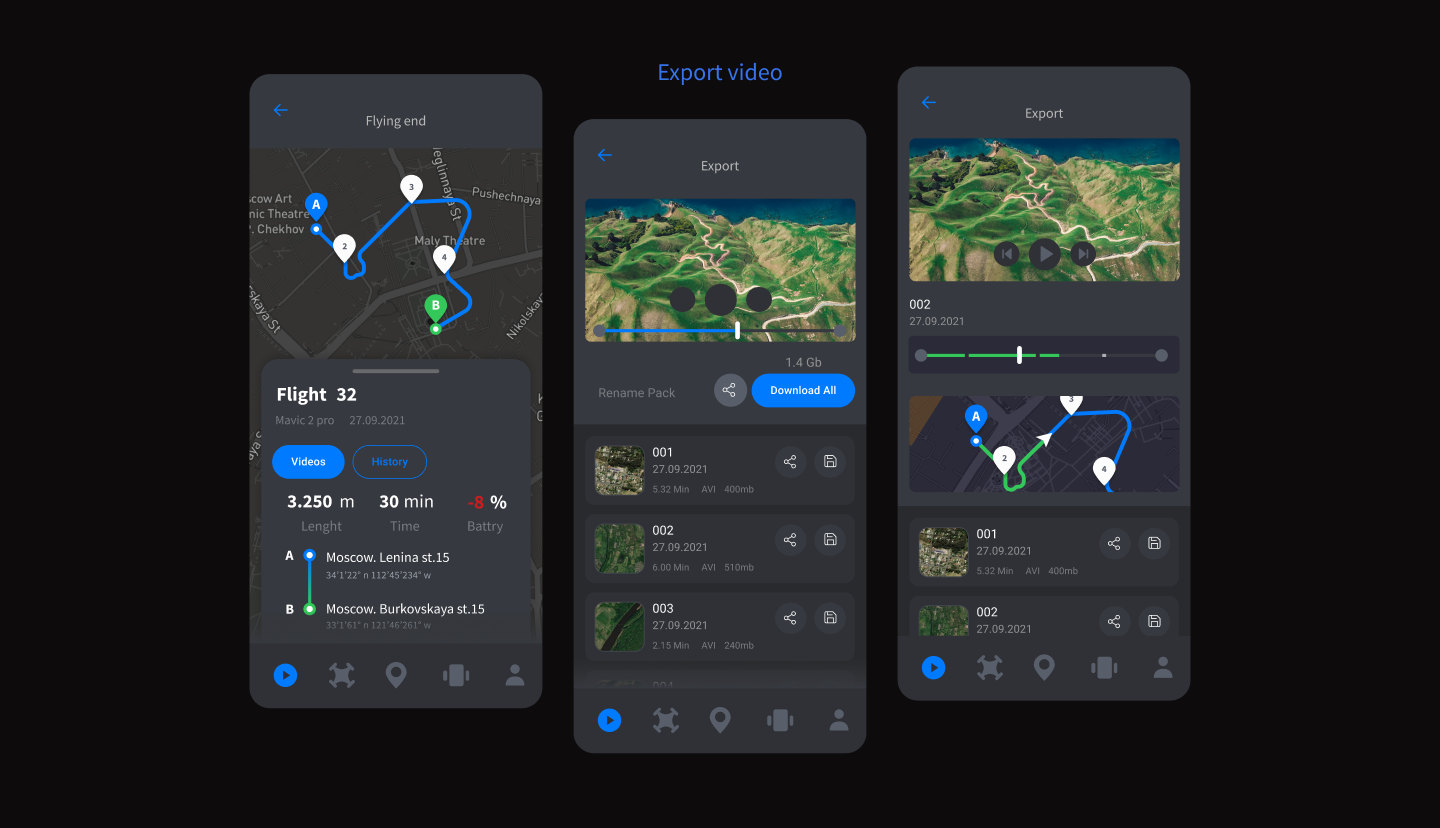 Export video
Flying end
eglinnaya St
Pushechnaya
scow Art
nic Theatre
P. Chekhov
Maly Theatre
Nikolskaya
rskaya St
A
2
3
4
B
Flight 32
Mavic 2 pro 27.09.2021
Videos
History
3.250 m
30 min
-8 %
Lenght
Time
Battry
A
Moscow. Lenina st.15
34°1'22" n 112°45'234" w
B
Moscow. Burkovskaya st.15
33°1'61" n 121°46'261" w
Export
1.4 Gb
Rename Pack
Download All
001
27.09.2021
5.32 Min AVI 400mb
002
27.09.2021
6.00 Min AVI 510mb
003
27.09.2021
2.15 Min AVI 240mb
004
Export
002
27.09.2021
A
2
3
4
001
27.09.2021
5.32 Min AVI 400mb
002
27.09.2021